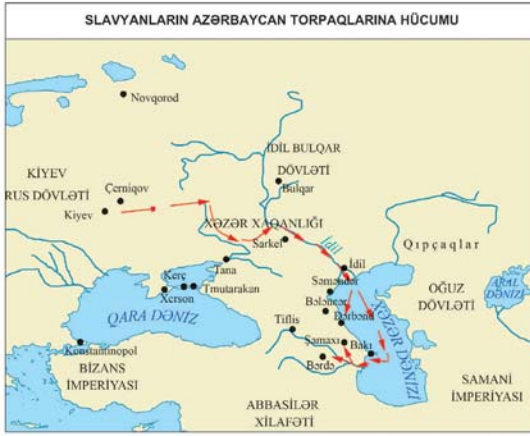 SLAVYANLARIN AZƏRBAYCAN TORPAQLARINA HÜCUMU
Novqorod
İDİL BULQAR
DÖVLƏTİ
Bulqar
KİYEV
RUS DÖVLƏTİ
Çerniqov
Kiyev
XƏZƏR XAQANLIĞI
Sarkel
İdil
Qıpçaqlar
Tana
İdil
Kerç
Səməndər
Xerson
Tmutarakan
Bələncər
OĞUZ
DÖVLƏTİ
ARAL
DƏNİZİ
QARA DƏNİZ
Tiflis
Dərbənd
XƏZƏR DƏNİZİ
Konstantinopol
Şamaxı
Bakı
BİZANS
İMPERİYASI
Bərdə
SAMANİ
İMPERİYASI
ABBASİLƏR
XİLAFƏTİ